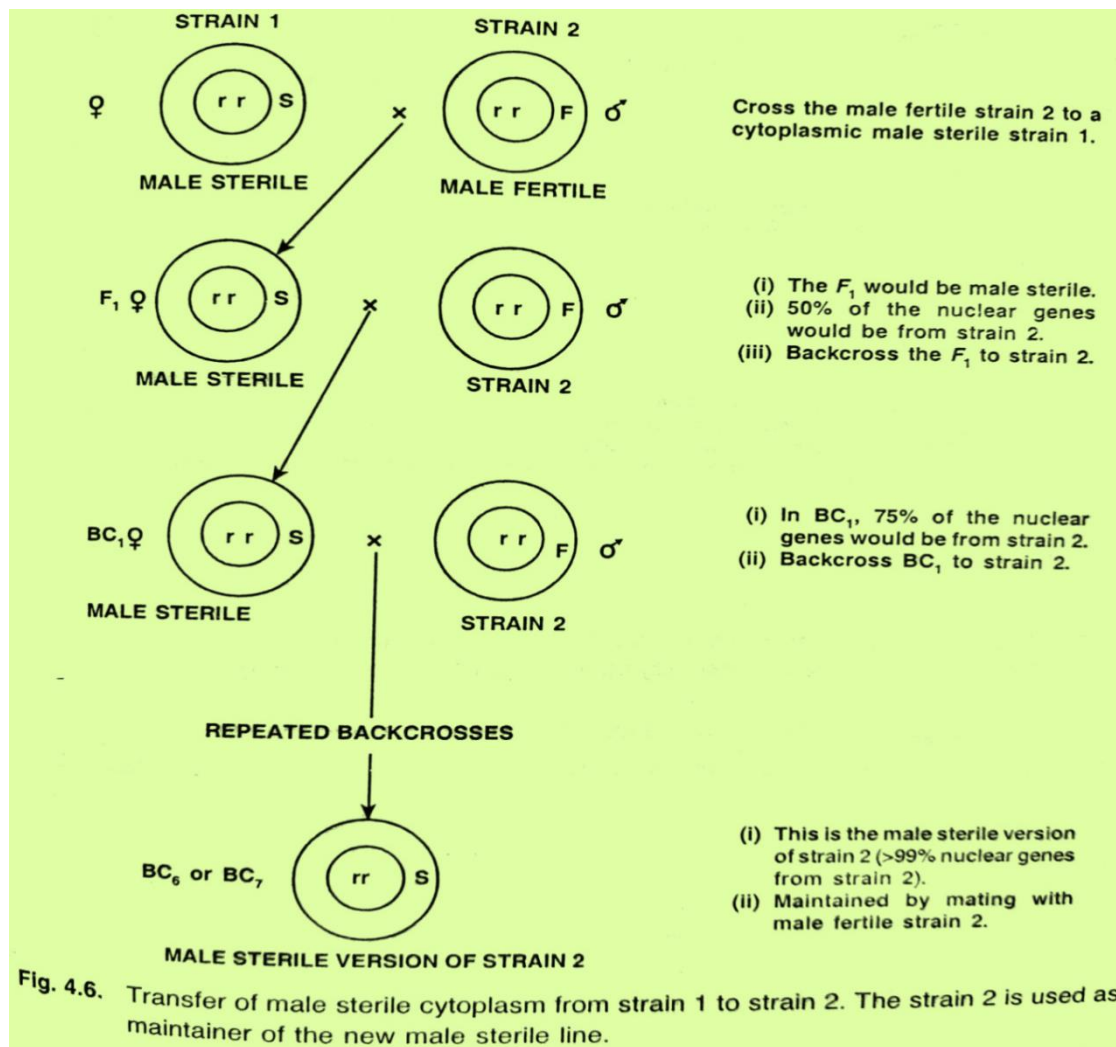 STRAIN 1
STRAIN 2
♀
r r
S
×
r r
F
♂
MALE STERILE
MALE FERTILE
Cross the male fertile strain 2 to a
cytoplasmic male sterile strain 1.
F₁ ♀
r r
S
×
r r
F
♂
MALE STERILE
STRAIN 2
(i) The F₁ would be male sterile.
(ii) 50% of the nuclear genes
would be from strain 2.
(iii) Backcross the F₁ to strain 2.
BC₁♀
r r
S
×
r r
F
♂
MALE STERILE
STRAIN 2
(i) In BC₁, 75% of the nuclear
genes would be from strain 2.
(ii) Backcross BC₁ to strain 2.
REPEATED BACKCROSSES
BC₆ or BC₇
rr
S
MALE STERILE VERSION OF STRAIN 2
(i) This is the male sterile version
of strain 2 (>99% nuclear genes
from strain 2).
(ii) Maintained by mating with
male fertile strain 2.
Fig. 4.6. Transfer of male sterile cytoplasm from strain 1 to strain 2. The strain 2 is used as
maintainer of the new male sterile line.